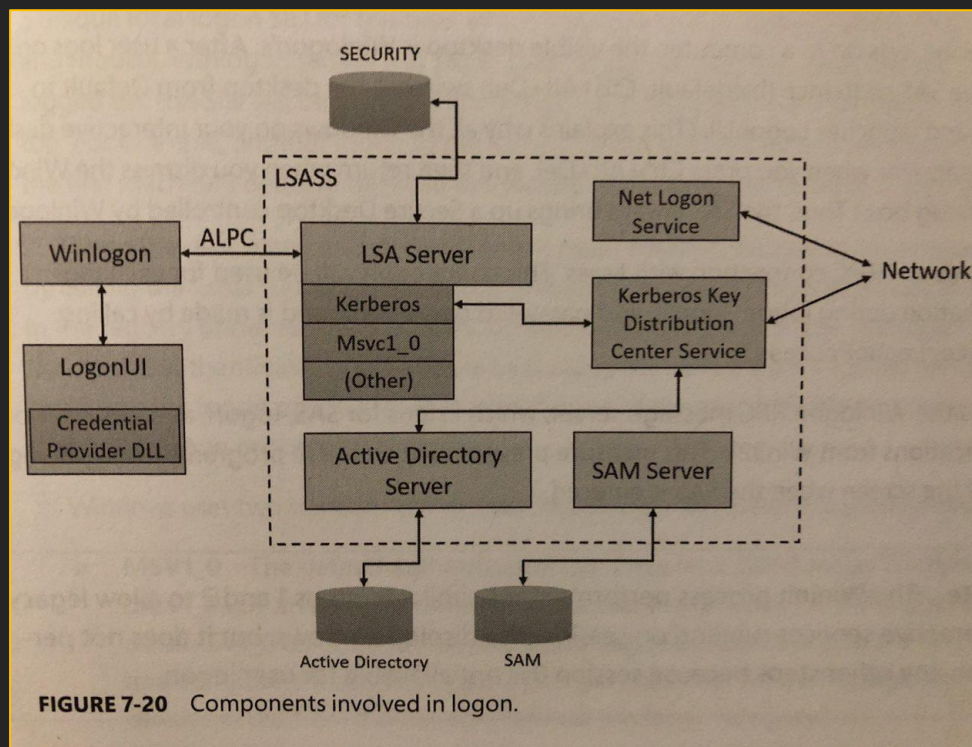 SECURITY
LSASS
Net Logon
Service
Winlogon
ALPC
LSA Server
Network
Kerberos
Kerberos Key
Distribution
Center Service
Msvc1_0
(Other)
LogonUI
Credential
Provider DLL
Active Directory
Server
SAM Server
Active Directory
SAM
FIGURE 7-20 Components involved in logon.